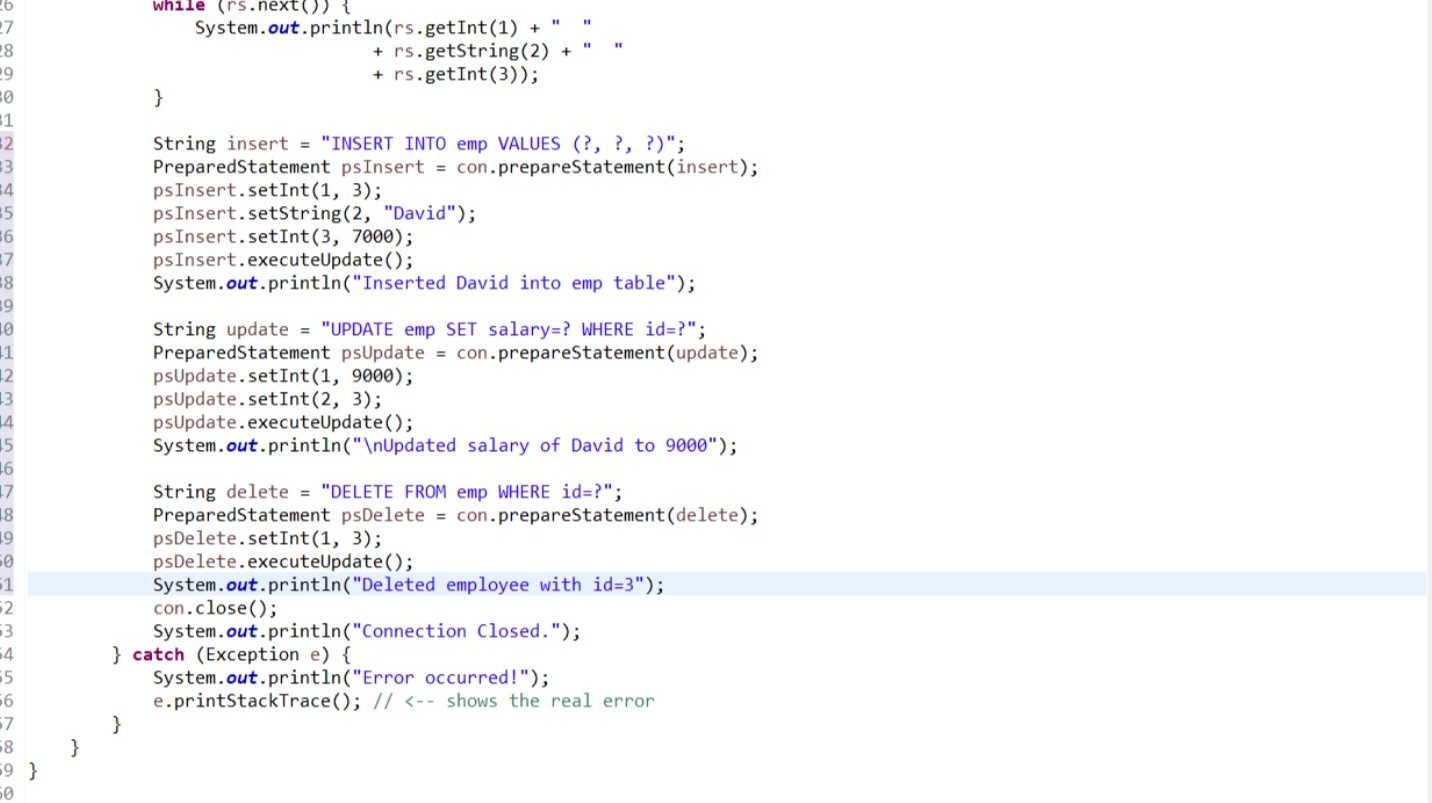 26 while (rs.next()) {
27 System.out.println(rs.getInt(1) + "  "
28 + rs.getString(2) + "  "
29 + rs.getInt(3));
30 }
31
32 String insert = "INSERT INTO emp VALUES (?, ?, ?)";
33 PreparedStatement psInsert = con.prepareStatement(insert);
34 psInsert.setInt(1, 3);
35 psInsert.setString(2, "David");
36 psInsert.setInt(3, 7000);
37 psInsert.executeUpdate();
38 System.out.println("Inserted David into emp table");
39
40 String update = "UPDATE emp SET salary=? WHERE id=?";
41 PreparedStatement psUpdate = con.prepareStatement(update);
42 psUpdate.setInt(1, 9000);
43 psUpdate.setInt(2, 3);
44 psUpdate.executeUpdate();
45 System.out.println("\nUpdated salary of David to 9000");
46
47 String delete = "DELETE FROM emp WHERE id=?";
48 PreparedStatement psDelete = con.prepareStatement(delete);
49 psDelete.setInt(1, 3);
50 psDelete.executeUpdate();
51 System.out.println("Deleted employee with id=3");
52 con.close();
53 System.out.println("Connection Closed.");
54 } catch (Exception e) {
55 System.out.println("Error occurred!");
56 e.printStackTrace(); // <-- shows the real error
57 }
58 }
59 }
60